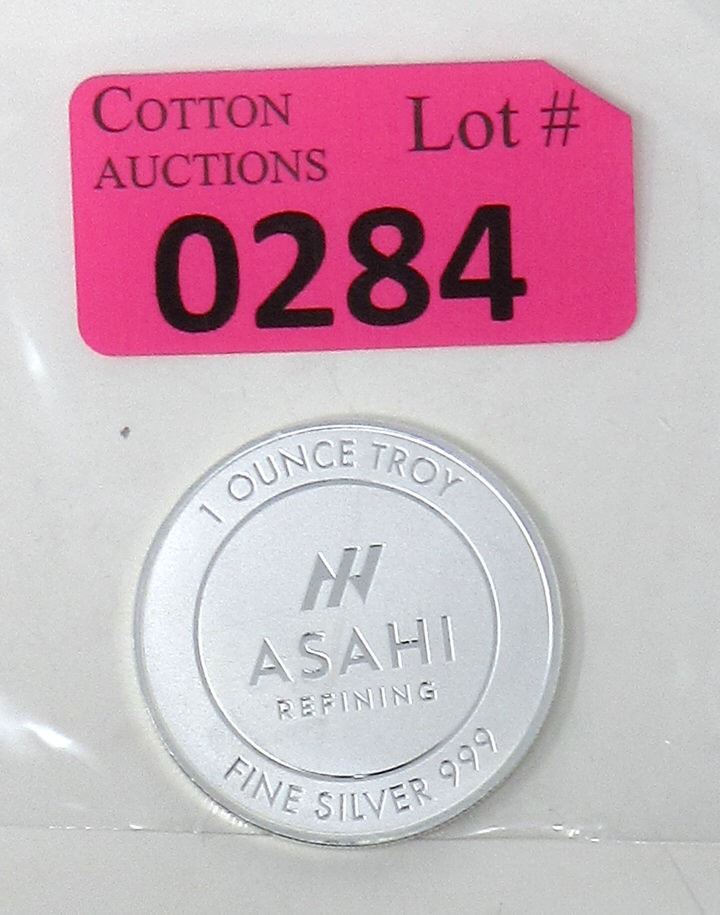 COTTON
AUCTIONS
Lot #
0284
1 OUNCE TROY
ASAHI
REFINING
FINE SILVER 999